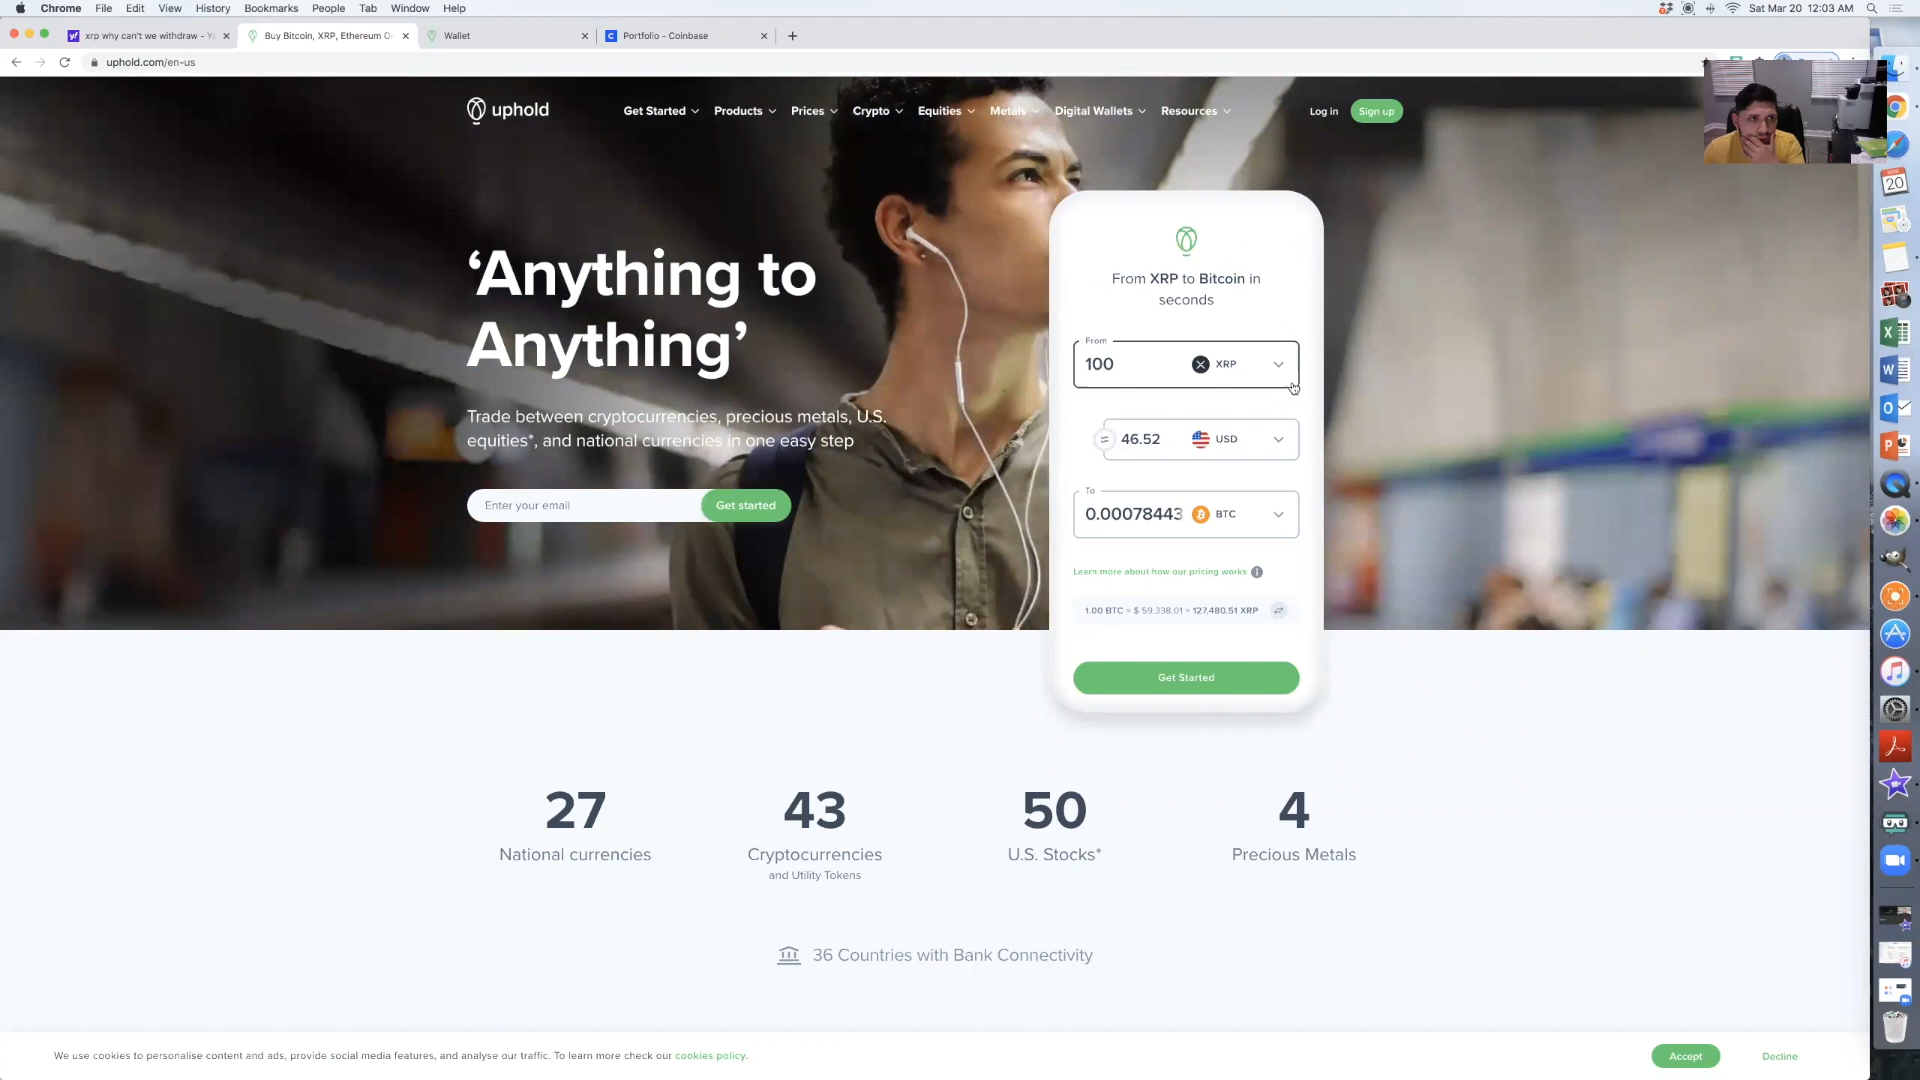 Chrome File Edit View History Bookmarks People Tab Window Help
Sat Mar 20 12:03 AM
xrp why can't we withdraw - Ya
Buy Bitcoin, XRP, Ethereum O
Wallet
Portfolio - Coinbase
uphold.com/en-us
uphold
Get Started Products Prices Crypto Equities Metals Digital Wallets Resources
Log in Sign up
'Anything to
Anything'
Trade between cryptocurrencies, precious metals, U.S.
equities*, and national currencies in one easy step
Enter your email Get started
From XRP to Bitcoin in
seconds
From
100 XRP
= 46.52 USD
To
0.00078443 BTC
Learn more about how our pricing works
1.00 BTC = $ 59,338.01 = 127,480.51 XRP
Get Started
27
National currencies
43
Cryptocurrencies
and Utility Tokens
50
U.S. Stocks*
4
Precious Metals
36 Countries with Bank Connectivity
We use cookies to personalise content and ads, provide social media features, and analyse our traffic. To learn more check our cookies policy.
Accept Decline
20